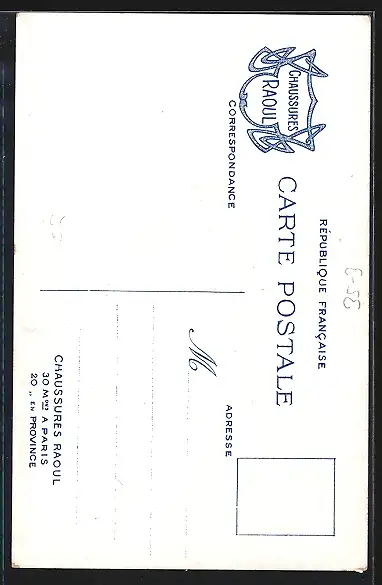 RÉPUBLIQUE FRANÇAISE
CHAUSSURES
RAOUL
CARTE POSTALE
CORRESPONDANCE
ADRESSE
M
CHAUSSURES RAOUL
30 Mons A PARIS
20 ,, EN PROVINCE